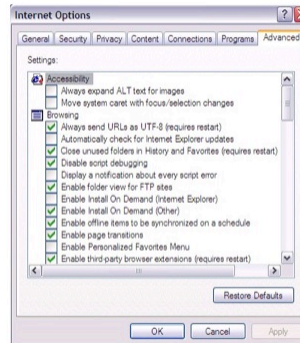 Internet Options
General Security Privacy Content Connections Programs Advanced
Settings:
Accessibility
Always expand ALT text for images
Move system caret with focus/selection changes
Browsing
Always send URLs as UTF-8 (requires restart)
Automatically check for Internet Explorer updates
Close unused folders in History and Favorites (requires restart)
Disable script debugging
Display a notification about every script error
Enable folder view for FTP sites
Enable Install On Demand (Internet Explorer)
Enable Install On Demand (Other)
Enable offline items to be synchronized on a schedule
Enable page transitions
Enable Personalized Favorites Menu
Enable third-party browser extensions (requires restart)
Restore Defaults
OK Cancel Apply